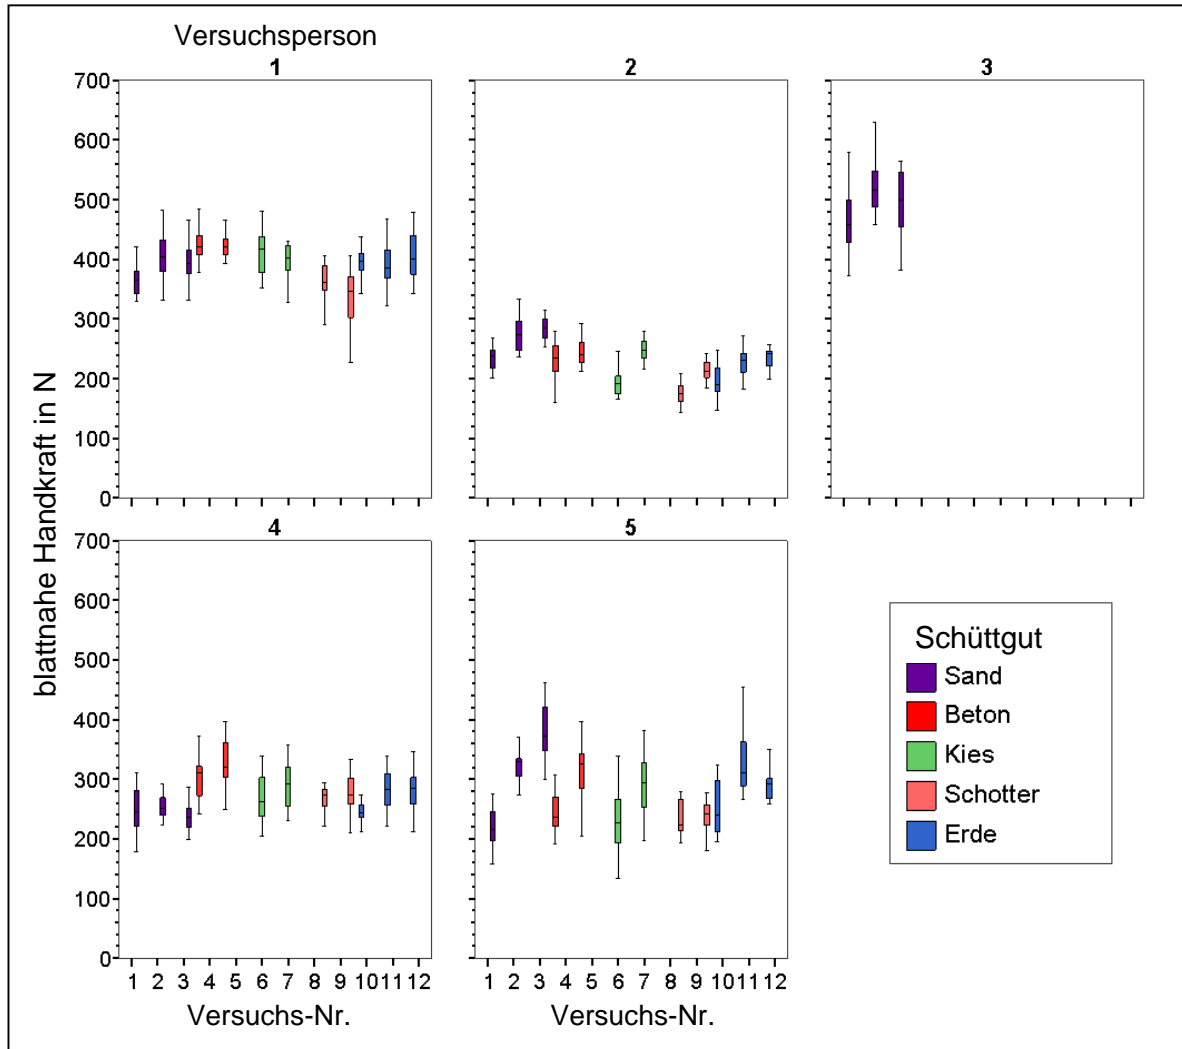 Versuchsperson
1
2
3
700
600
500
400
300
200
100
0
4
5
700
600
500
400
300
200
100
0
blattnahe Handkraft in N
1 2 3 4 5 6 7 8 9 10 11 12
1 2 3 4 5 6 7 8 9 10 11 12
Versuchs-Nr.
Versuchs-Nr.
Schüttgut
Sand
Beton
Kies
Schotter
Erde